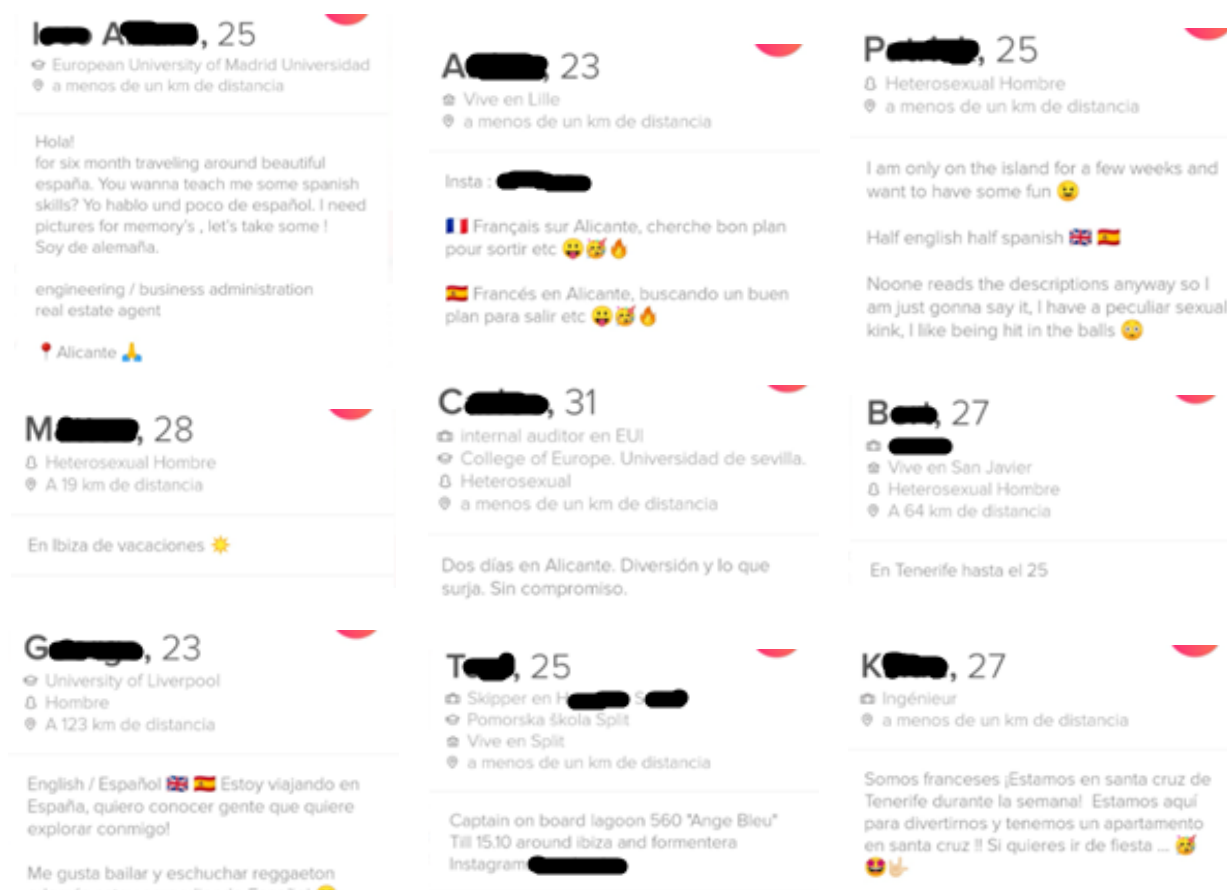 I A , 25
European University of Madrid Universidad
a menos de un km de distancia
Hola!
for six month traveling around beautiful
españa. You wanna teach me some spanish
skills? Yo hablo und poco de español. I need
pictures for memory's , let's take some !
Soy de alemaña.
engineering / business administration
real estate agent
📍Alicante 🙏
A , 23
Vive en Lille
a menos de un km de distancia
Insta :
🇫🇷 Français sur Alicante, cherche bon plan
pour sortir etc 😛🥳🔥
🇪🇸 Francés en Alicante, buscando un buen
plan para salir etc 😛🥳🔥
P , 25
Heterosexual Hombre
a menos de un km de distancia
I am only on the island for a few weeks and
want to have some fun 😉
Half english half spanish 🇬🇧 🇪🇸
Noone reads the descriptions anyway so I
am just gonna say it, I have a peculiar sexual
kink, I like being hit in the balls 😳
M , 28
Heterosexual Hombre
A 19 km de distancia
En Ibiza de vacaciones ☀️
C , 31
internal auditor en EUI
College of Europe. Universidad de sevilla.
Heterosexual
a menos de un km de distancia
Dos días en Alicante. Diversión y lo que
surja. Sin compromiso.
B , 27
Vive en San Javier
Heterosexual Hombre
A 64 km de distancia
En Tenerife hasta el 25
G , 23
University of Liverpool
Hombre
A 123 km de distancia
English / Español 🇬🇧 🇪🇸 Estoy viajando en
España, quiero conocer gente que quiere
explorar conmigo!
Me gusta bailar y eschuchar reggaeton
T , 25
Skipper en H S
Pomorska škola Split
Vive en Split
a menos de un km de distancia
Captain on board lagoon 560 "Ange Bleu"
Till 15.10 around ibiza and formentera
Instagram
K , 27
Ingénieur
a menos de un km de distancia
Somos franceses ¡Estamos en santa cruz de
Tenerife durante la semana! Estamos aquí
para divertirnos y tenemos un apartamento
en santa cruz !! Si quieres ir de fiesta ... 🥳
🤩🤟🏻